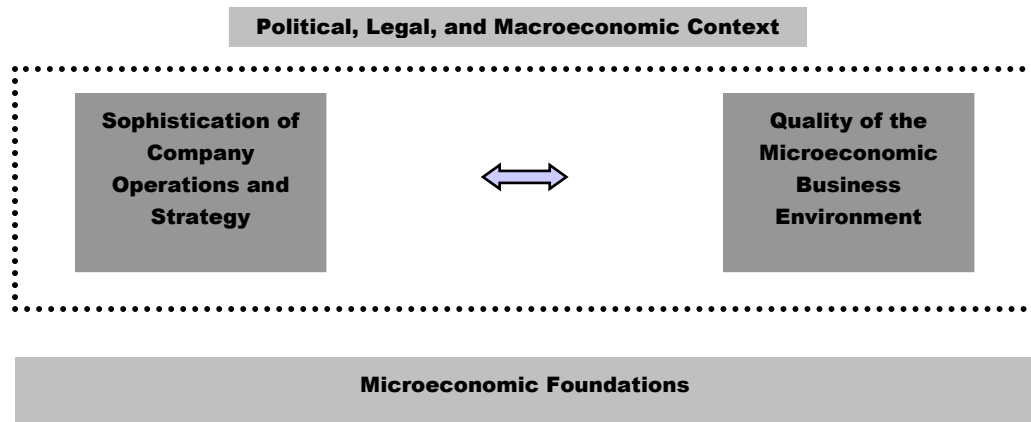 Political, Legal, and Macroeconomic Context
Sophistication of
Company
Operations and
Strategy
Quality of the
Microeconomic
Business
Environment
Microeconomic Foundations